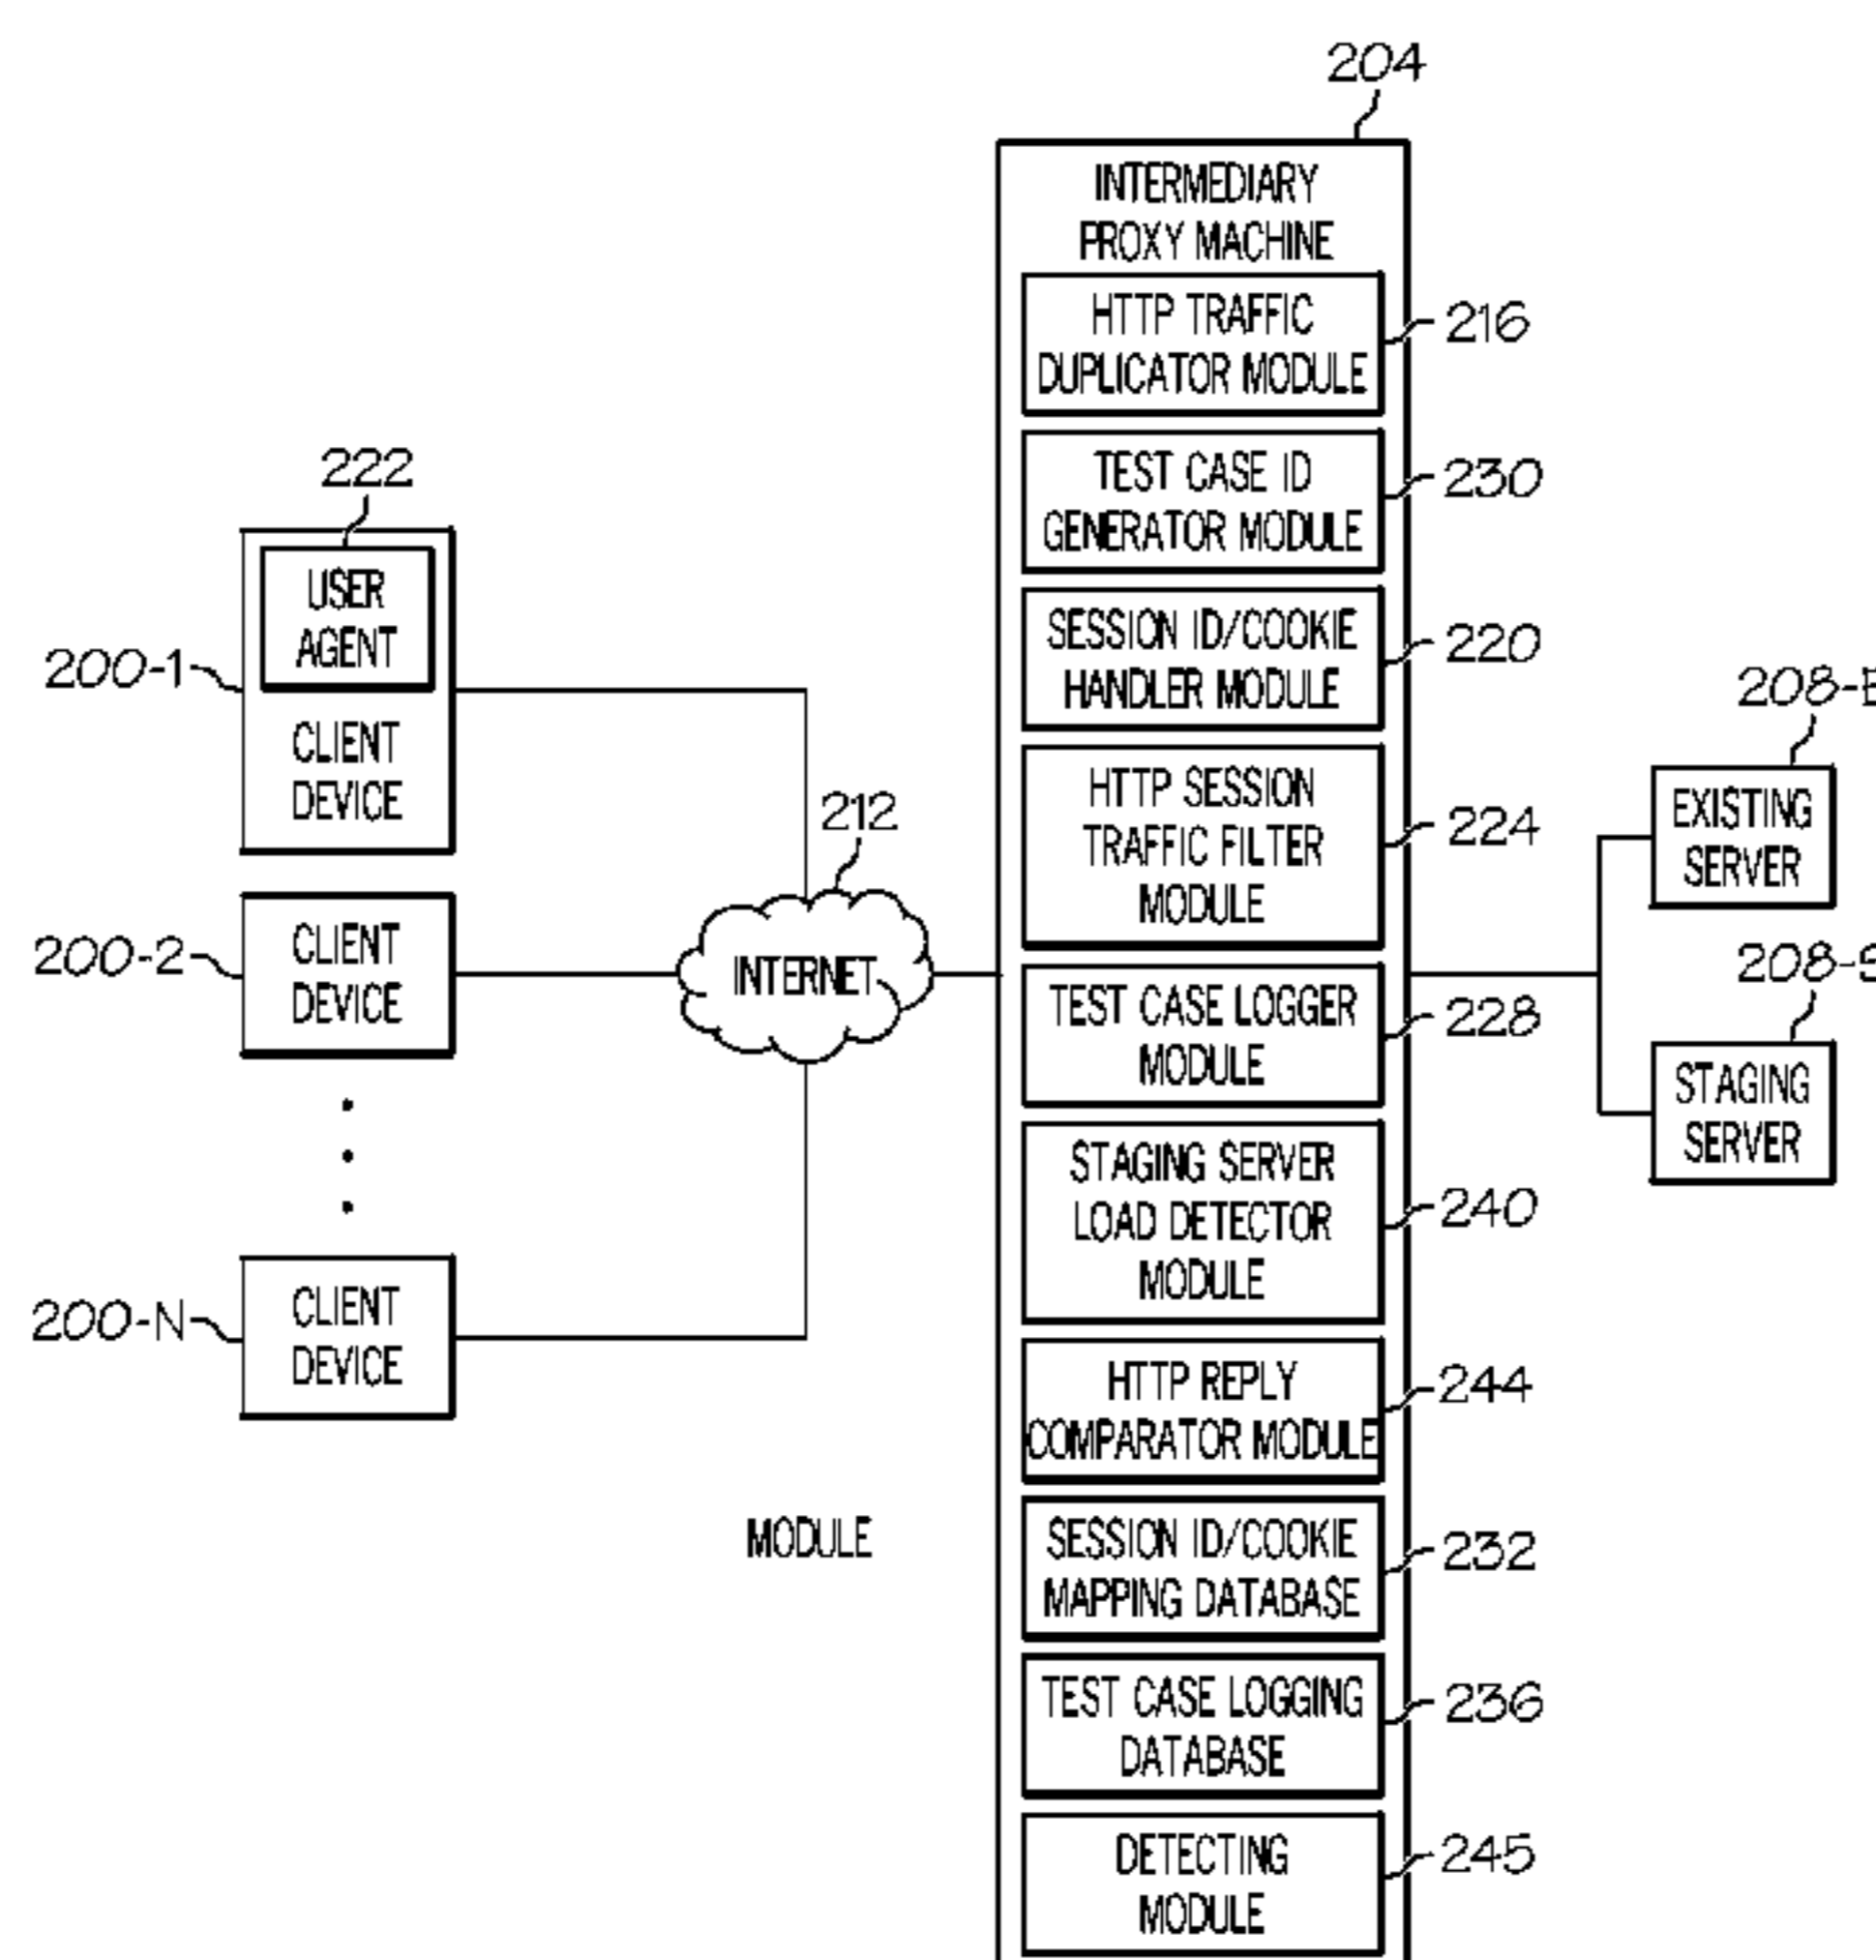 204
INTERMEDIARY
PROXY MACHINE
HTTP TRAFFIC
DUPLICATOR MODULE
216
TEST CASE ID
GENERATOR MODULE
230
SESSION ID/COOKIE
HANDLER MODULE
220
HTTP SESSION
TRAFFIC FILTER
MODULE
224
TEST CASE LOGGER
MODULE
228
STAGING SERVER
LOAD DETECTOR
MODULE
240
HTTP REPLY
COMPARATOR MODULE
244
SESSION ID/COOKIE
MAPPING DATABASE
232
TEST CASE LOGGING
DATABASE
236
DETECTING
MODULE
245
222
USER
AGENT
200-1
CLIENT
DEVICE
200-2
CLIENT
DEVICE
200-N
CLIENT
DEVICE
212
INTERNET
MODULE
208-E
EXISTING
SERVER
208-S
STAGING
SERVER